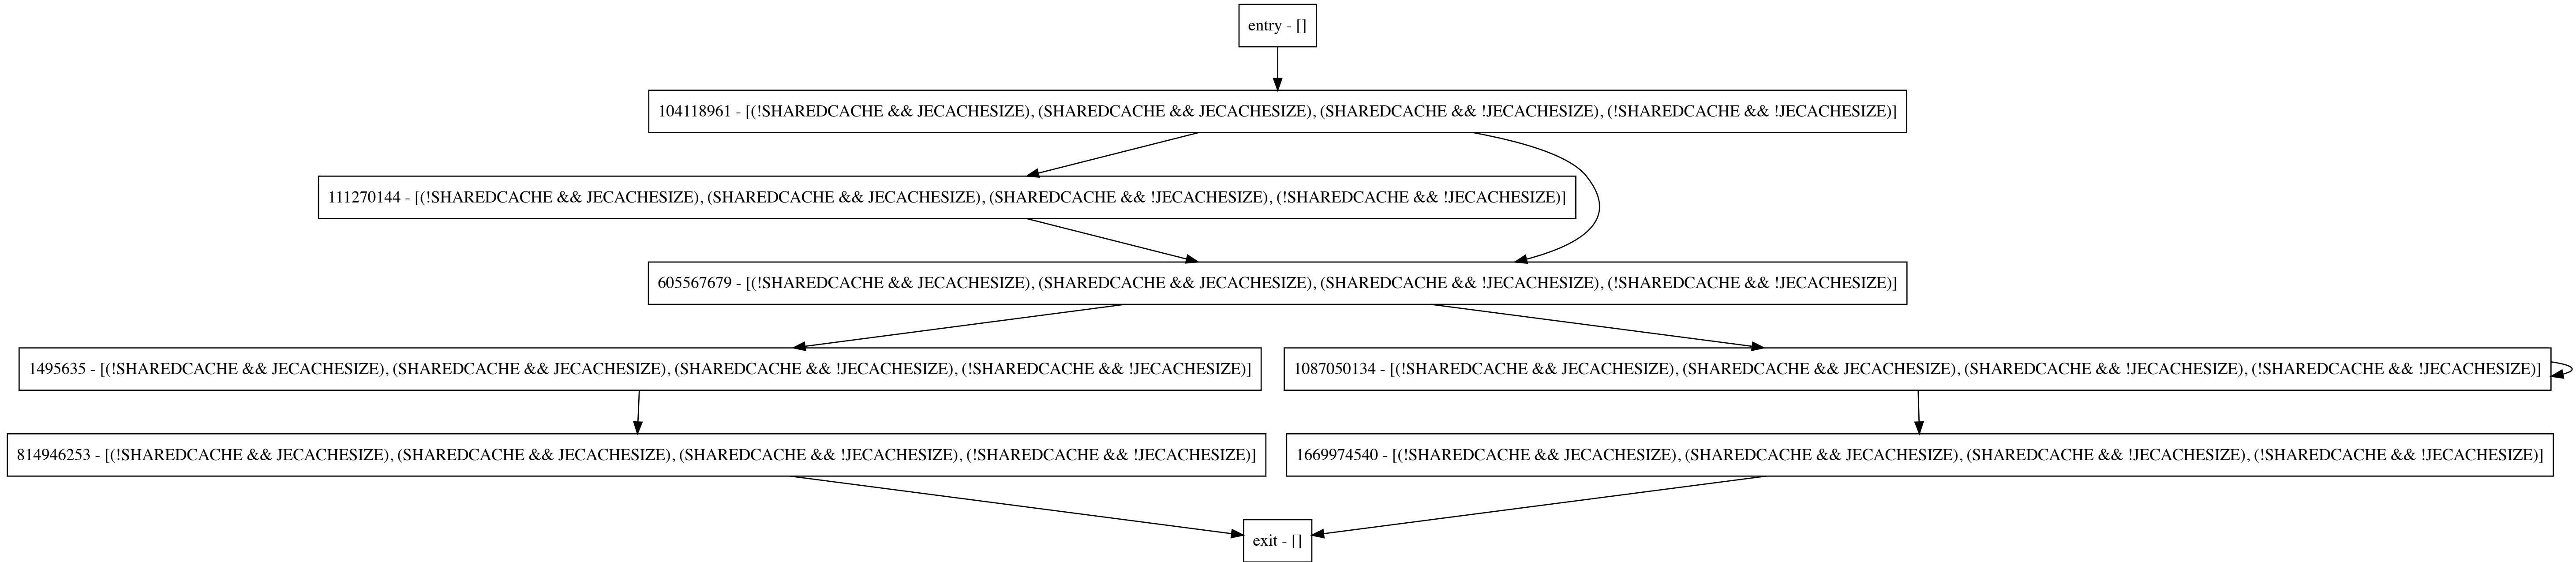 entry - []
104118961 - [(!SHAREDCACHE && JECACHESIZE), (SHAREDCACHE && JECACHESIZE), (SHAREDCACHE && !JECACHESIZE), (!SHAREDCACHE && !JECACHESIZE)]
111270144 - [(!SHAREDCACHE && JECACHESIZE), (SHAREDCACHE && JECACHESIZE), (SHAREDCACHE && !JECACHESIZE), (!SHAREDCACHE && !JECACHESIZE)]
605567679 - [(!SHAREDCACHE && JECACHESIZE), (SHAREDCACHE && JECACHESIZE), (SHAREDCACHE && !JECACHESIZE), (!SHAREDCACHE && !JECACHESIZE)]
1495635 - [(!SHAREDCACHE && JECACHESIZE), (SHAREDCACHE && JECACHESIZE), (SHAREDCACHE && !JECACHESIZE), (!SHAREDCACHE && !JECACHESIZE)]
1087050134 - [(!SHAREDCACHE && JECACHESIZE), (SHAREDCACHE && JECACHESIZE), (SHAREDCACHE && !JECACHESIZE), (!SHAREDCACHE && !JECACHESIZE)]
814946253 - [(!SHAREDCACHE && JECACHESIZE), (SHAREDCACHE && JECACHESIZE), (SHAREDCACHE && !JECACHESIZE), (!SHAREDCACHE && !JECACHESIZE)]
1669974540 - [(!SHAREDCACHE && JECACHESIZE), (SHAREDCACHE && JECACHESIZE), (SHAREDCACHE && !JECACHESIZE), (!SHAREDCACHE && !JECACHESIZE)]
exit - []